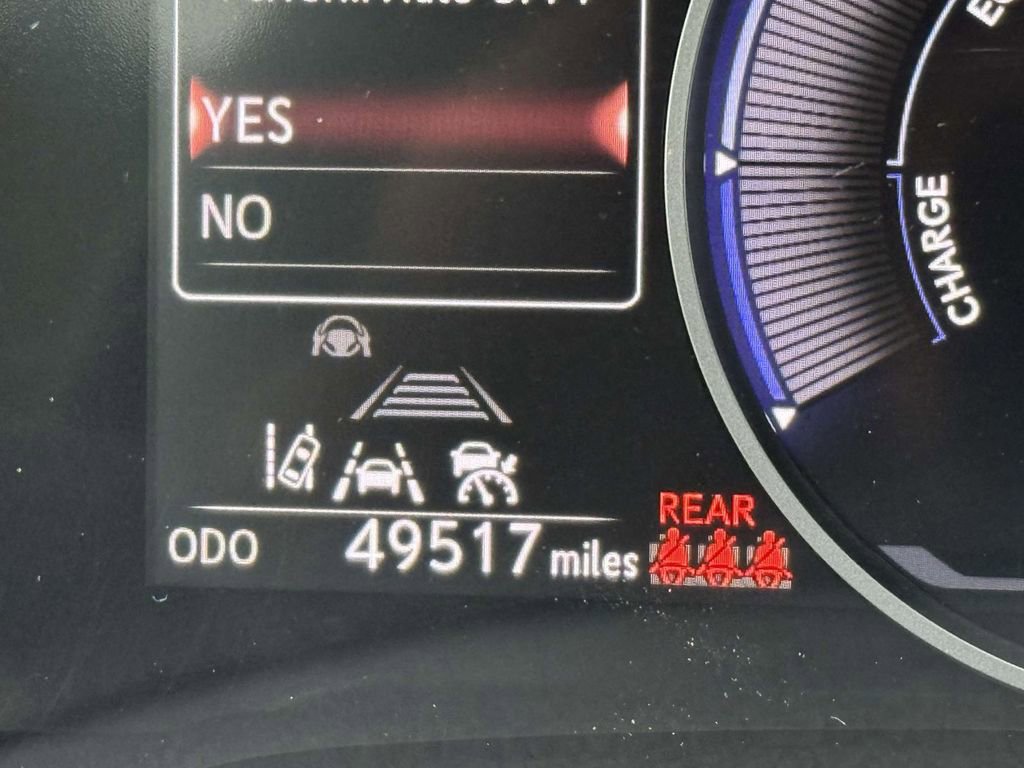 YES
NO
CHARGE
REAR
ODO 49517 miles